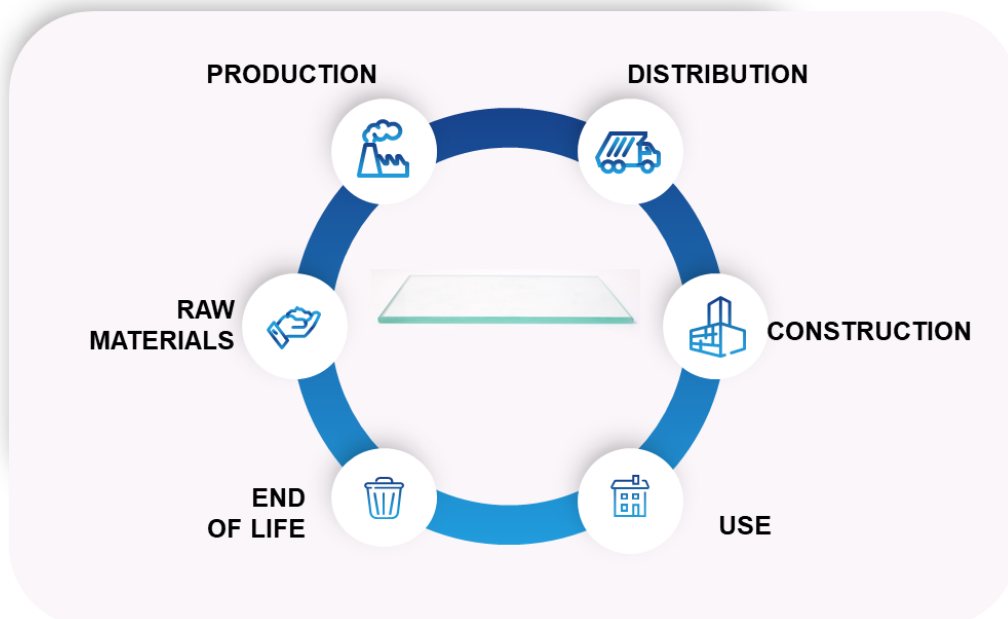 PRODUCTION
DISTRIBUTION
RAW
MATERIALS
CONSTRUCTION
END
OF LIFE
USE